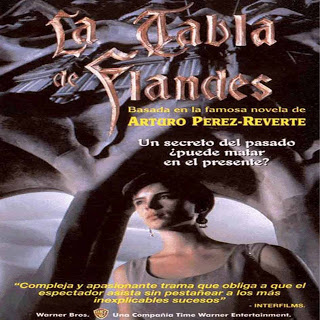 La Tabla
de Flandes
Basada en la famosa novela de
ARTURO PEREZ-REVERTE
Un secreto del pasado
¿puede matar
en el presente?
“Compleja y apasionante trama que obliga a que el
espectador asista sin pestañear a los más
inexplicables sucesos” - INTERFILMS.
Warner Bros. Una Compañía Time Warner Entertainment.